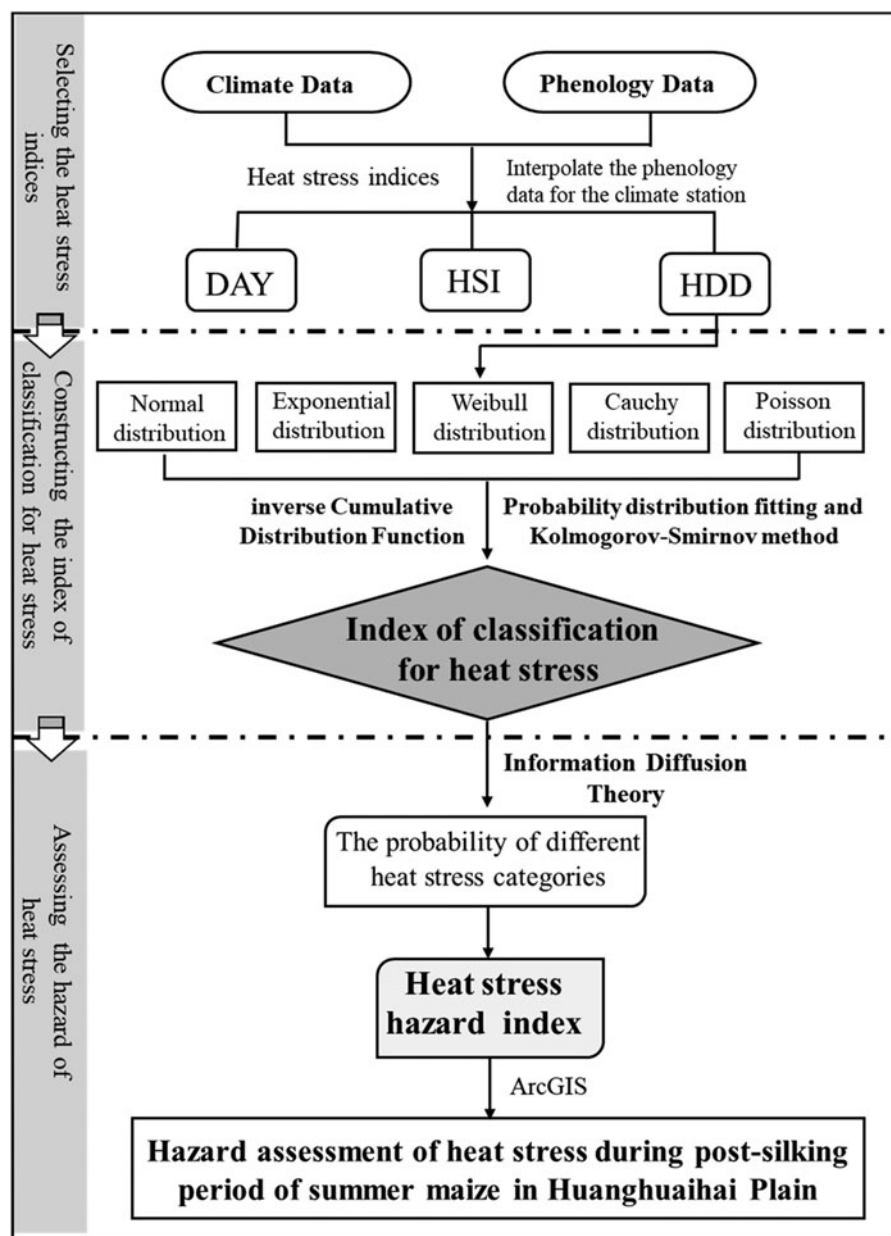 Selecting the heat stress
indices
Climate Data
Phenology Data
Heat stress indices
Interpolate the phenology
data for the climate station
DAY
HSI
HDD
Constructing the index of
classification for heat stress
Normal
distribution
Exponential
distribution
Weibull
distribution
Cauchy
distribution
Poisson
distribution
inverse Cumulative
Distribution Function
Probability distribution fitting and
Kolmogorov-Smirnov method
Index of classification
for heat stress
Assessing the hazard of
heat stress
Information Diffusion
Theory
The probability of different
heat stress categories
Heat stress
hazard index
ArcGIS
Hazard assessment of heat stress during post-silking
period of summer maize in Huanghuaihai Plain